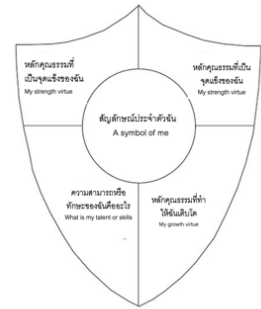 หลักคุณธรรมที่
เป็นจุดแข็งของฉัน
My strength virtue
หลักคุณธรรมที่เป็น
จุดแข็งของฉัน
My strength virtue
สัญลักษณ์ประจำตัวฉัน
A symbol of me
ความสามารถหรือ
ทักษะของฉันคืออะไร
What is my talent or skills
หลักคุณธรรมที่ทำ
ให้ฉันเติบโต
My growth virtue